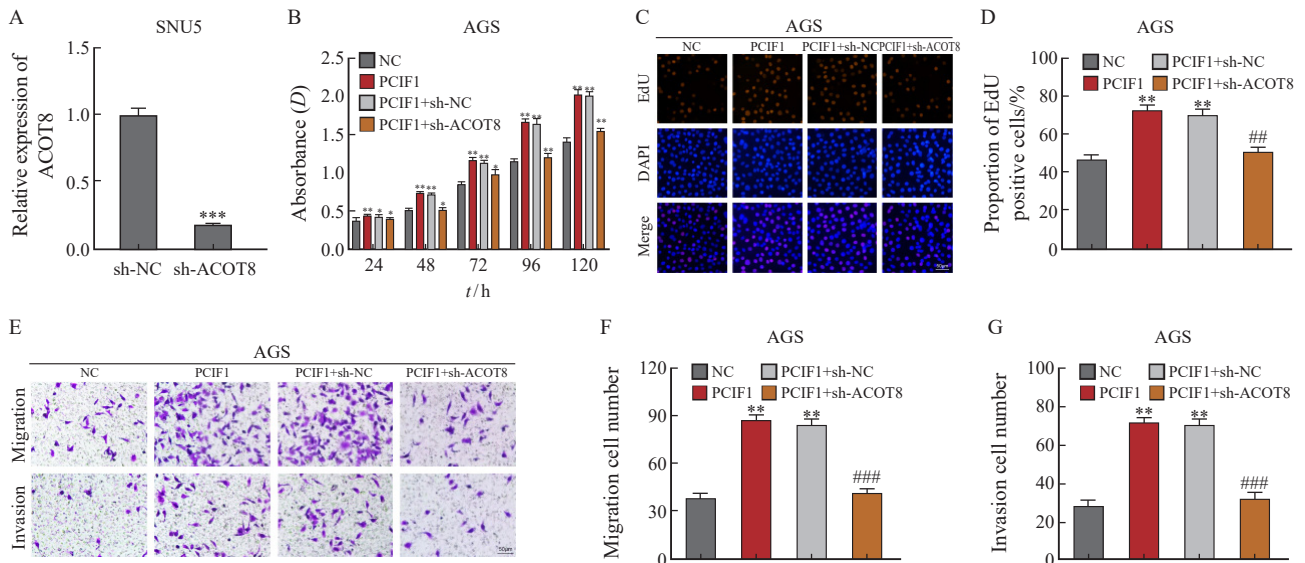 A
SNU5
Relative expression of
ACOT8
1.5
1.0
1.0
0.0
***
sh-NC
sh-ACOT8
B
AGS
NC
PCIF1
PCIF1+sh-NC
PCIF1+sh-ACOT8
Absorbance (D)
2.5
2.0
1.5
1.0
0.5
0.0
** * *
** ** *
** ** *
** ** **
** ** **
24 48 72 96 120
t/h
C
AGS
NC PCIF1 PCIF1+sh-NC PCIF1+sh-ACOT8
EdU
DAPI
Merge
50μm
D
AGS
Proportion of EdU
positive cells/%
100
80
60
40
20
0
NC PCIF1+sh-NC
PCIF1 PCIF1+sh-ACOT8
** ** ##
E
AGS
NC PCIF1 PCIF1+sh-NC PCIF1+sh-ACOT8
Migration
Invasion
50μm
F
AGS
Migration cell number
120
90
60
30
0
NC PCIF1+sh-NC
PCIF1 PCIF1+sh-ACOT8
** ** ###
G
AGS
Invasion cell number
100
80
60
40
20
0
NC PCIF1+sh-NC
PCIF1 PCIF1+sh-ACOT8
** ** ###